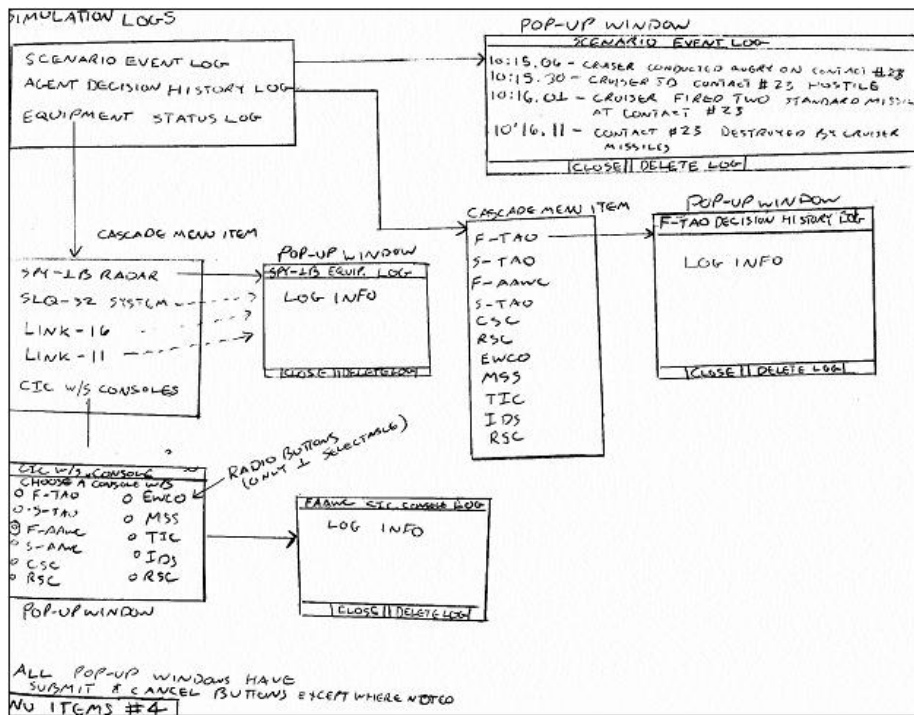 SIMULATION LOGS
SCENARIO EVENT LOG
AGENT DECISION HISTORY LOG
EQUIPMENT STATUS LOG
POP-UP WINDOW
SCENARIO EVENT LOG
10:15.06 - CRASER CONDUCTED QUERY ON CONTACT #23
10:15.30 - CRUISER ID CONTACT #23 HOSTILE
10:16.01 - CRUISER FIRED TWO STANDARD MISSIL
AT CONTACT #23
10:16.11 - CONTACT #23 DESTROYED BY CRUISER
MISSILES
CLOSE DELETE LOG
CASCADE MENU ITEM
SPY-1B RADAR
SLQ-32 SYSTEM
LINK-16
LINK-11
CIC W/S CONSOLES
POP-UP WINDOW
SPY-1B EQUIP. LOG
LOG INFO
CLOSE DELETE LOG
CASCADE MENU ITEM
F-TAO
S-TAO
F-AAWC
S-TAO
CSC
RSC
EWCO
MSS
TIC
IDS
RSC
POP-UP WINDOW
F-TAO DECISION HISTORY LOG
LOG INFO
CLOSE DELETE LOG
CIC W/S CONSOLE
CHOOSE A CONSOLE W/S
F-TAO
S-TAO
F-AAWC
S-AAWC
CSC
RSC
EWCO
MSS
TIC
IDS
RSC
POP-UP WINDOW
RADIO BUTTONS
(ONLY 1 SELECTABLE)
FAAWC CIC CONSOLE LOG
LOG INFO
CLOSE DELETE LOG
ALL POP-UP WINDOWS HAVE
SUBMIT & CANCEL BUTTONS EXCEPT WHERE NOTED
NU ITEMS #4